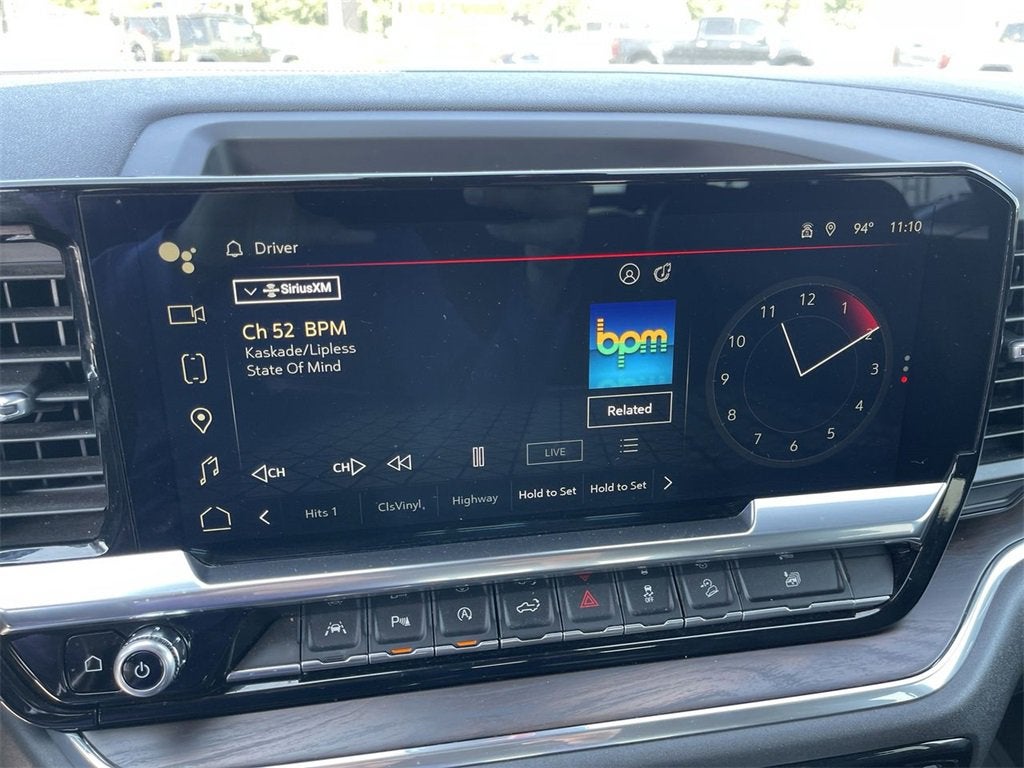 Driver
94° 11:10
SiriusXM
Ch 52 BPM
Kaskade/Lipless
State Of Mind
bpm
Related
12
1
2
3
4
5
6
7
8
9
10
11
CH
CH
LIVE
Hits 1
ClsVinyl
Highway
Hold to Set
Hold to Set
P
A
OFF